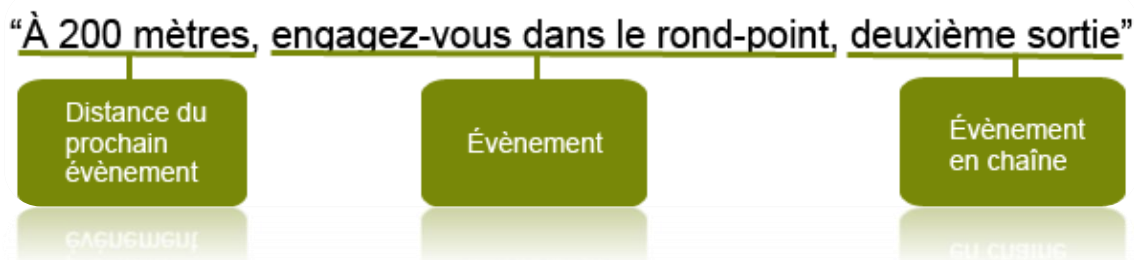 “À 200 mètres, engagez-vous dans le rond-point, deuxième sortie”
Distance du
prochain
évènement
Évènement
Évènement
en chaîne